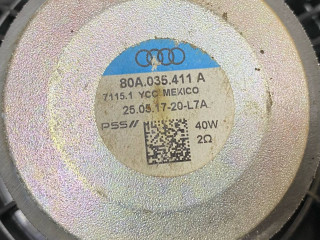 80A.035.411 A
7115.1 YCC MEXICO
25.05.17-20-L7A
PSS// 40W
2Ω